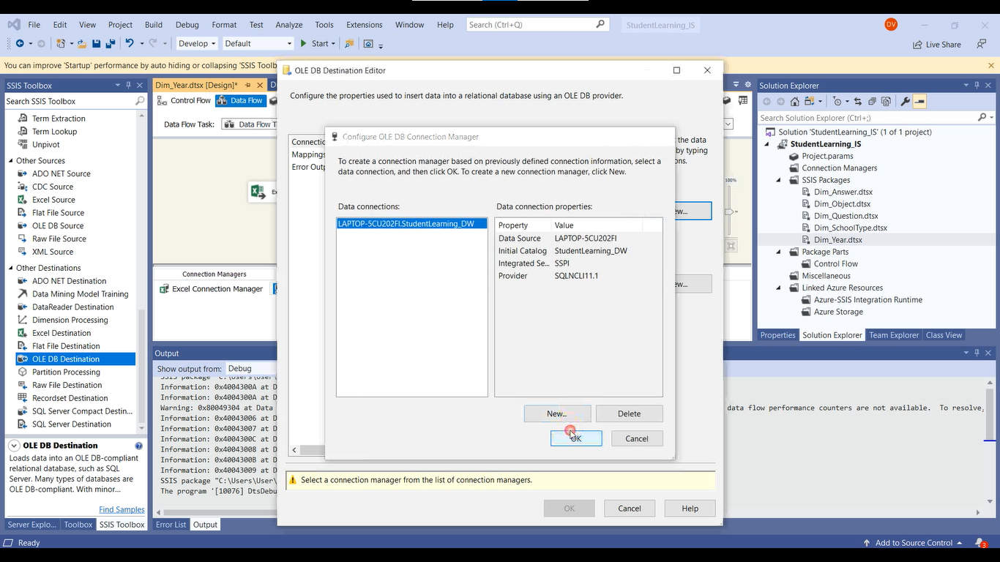 File Edit View Project Build Debug Format Test Analyze Tools Extensions Window Help Search (Ctrl+Q) StudentLearning_IS DV
Develop Default Start Live Share
You can improve 'Startup' performance by auto hiding or collapsing 'SSIS Toolb
SSIS Toolbox
Search SSIS Toolbox
Term Extraction
Term Lookup
Unpivot
Other Sources
ADO NET Source
CDC Source
Excel Source
Flat File Source
OLE DB Source
Raw File Source
XML Source
Other Destinations
ADO NET Destination
Data Mining Model Training
DataReader Destination
Dimension Processing
Excel Destination
Flat File Destination
OLE DB Destination
Partition Processing
Raw File Destination
Recordset Destination
SQL Server Compact Destin...
SQL Server Destination
OLE DB Destination
Loads data into an OLE DB-compliant
relational database, such as SQL
Server. Many types of databases are
OLE DB-compliant. With minor...
Find Samples
Server Explo... Toolbox SSIS Toolbox
Dim_Year.dtsx [Design]*
Control Flow Data Flow
Data Flow Task: Data Flow T
100%
Connection Managers
Excel Connection Manager
Output
Show output from: Debug
Information: 0x4004300A at D
Warning: 0x80049304 at Data
data flow performance counters are not available. To resolve,
Information: 0x40043006 at D
Information: 0x40043007 at D
Information: 0x4004300C at D
Information: 0x40043008 at D
Information: 0x4004300B at D
Information: 0x40043009 at D
SSIS package "C:\Users\User\
The program '[10076] DtsDebu
Error List Output
OLE DB Destination Editor
Configure the properties used to insert data into a relational database using an OLE DB provider.
Connectio
Mappings
Error Outp
the data
by typing
ons.
ew...
ew...
Select a connection manager from the list of connection managers.
OK Cancel Help
Configure OLE DB Connection Manager
To create a connection manager based on previously defined connection information, select a
data connection, and then click OK. To create a new connection manager, click New.
Data connections: Data connection properties:
LAPTOP-5CU202FI.StudentLearning_DW
Property Value
Data Source LAPTOP-5CU202FI
Initial Catalog StudentLearning_DW
Integrated Se... SSPI
Provider SQLNCLI11.1
New... Delete
OK Cancel
Solution Explorer
Search Solution Explorer (Ctrl+;)
Solution 'StudentLearning_IS' (1 of 1 project)
StudentLearning_IS
Project.params
Connection Managers
SSIS Packages
Dim_Answer.dtsx
Dim_Object.dtsx
Dim_Question.dtsx
Dim_SchoolType.dtsx
Dim_Year.dtsx
Package Parts
Control Flow
Miscellaneous
Linked Azure Resources
Azure-SSIS Integration Runtime
Azure Storage
Properties Solution Explorer Team Explorer Class View
Ready Add to Source Control 3